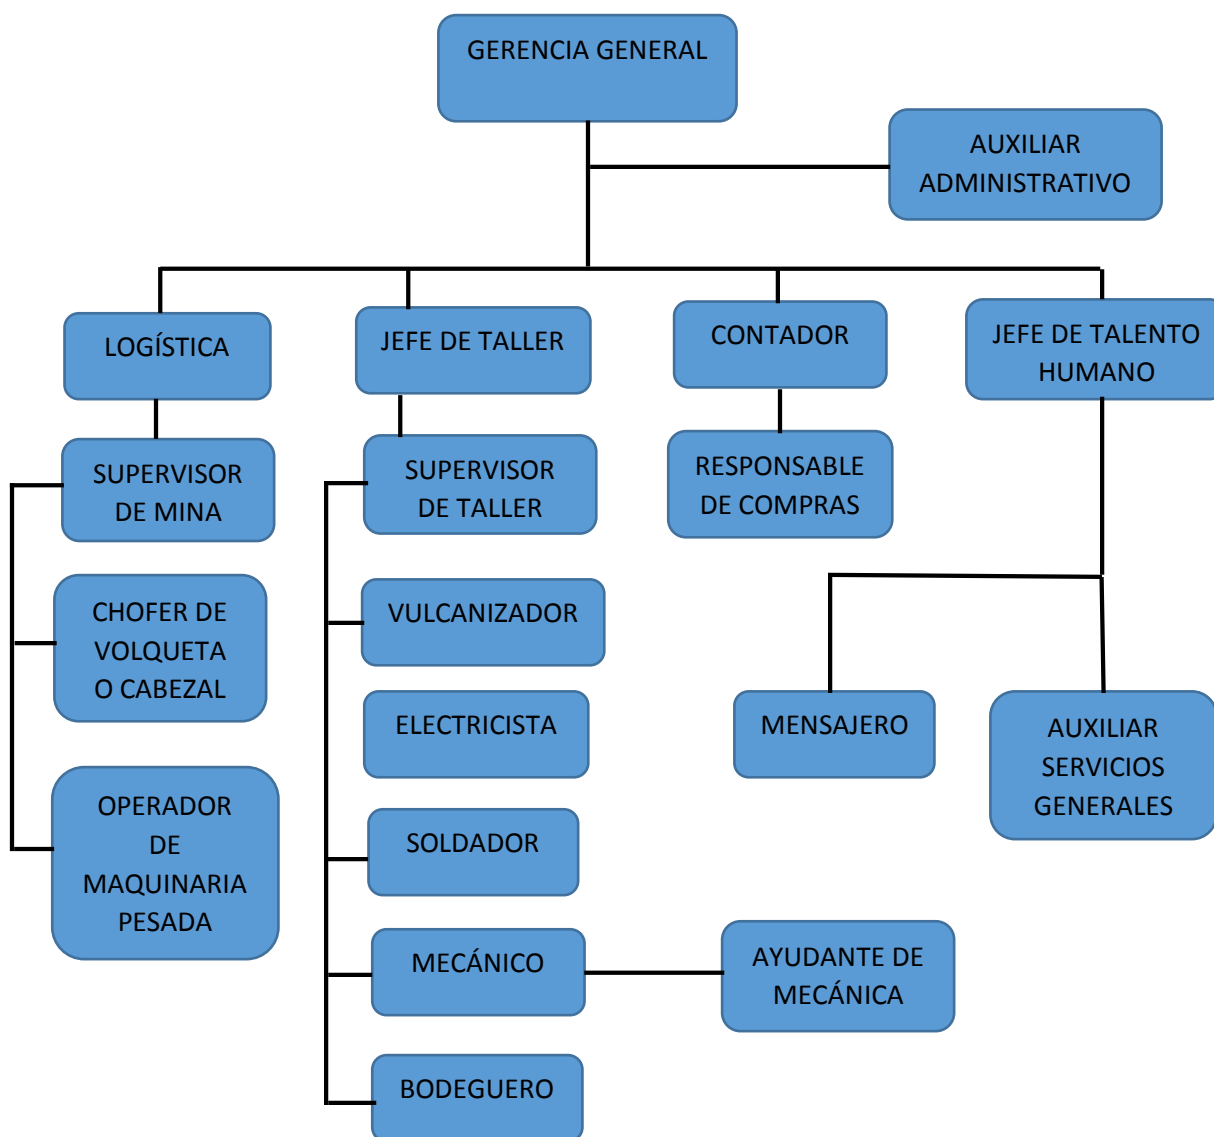 GERENCIA GENERAL
AUXILIAR
ADMINISTRATIVO
LOGÍSTICA
JEFE DE TALLER
CONTADOR
JEFE DE TALENTO
HUMANO
SUPERVISOR
DE MINA
SUPERVISOR
DE TALLER
RESPONSABLE
DE COMPRAS
CHOFER DE
VOLQUETA
O CABEZAL
VULCANIZADOR
ELECTRICISTA
MENSAJERO
AUXILIAR
SERVICIOS
GENERALES
OPERADOR
DE
MAQUINARIA
PESADA
SOLDADOR
MECÁNICO
AYUDANTE DE
MECÁNICA
BODEGUERO